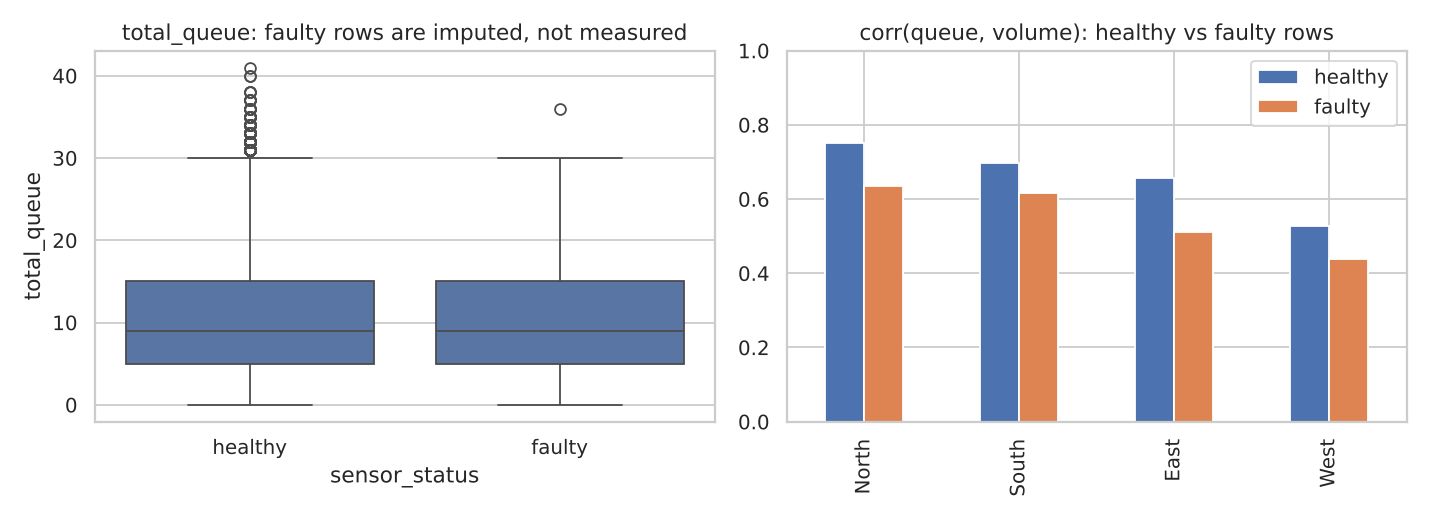 total_queue: faulty rows are imputed, not measured
total_queue
40
30
20
10
0
healthy
faulty
sensor_status
corr(queue, volume): healthy vs faulty rows
1.0
0.8
0.6
0.4
0.2
0.0
healthy
faulty
North
South
East
West